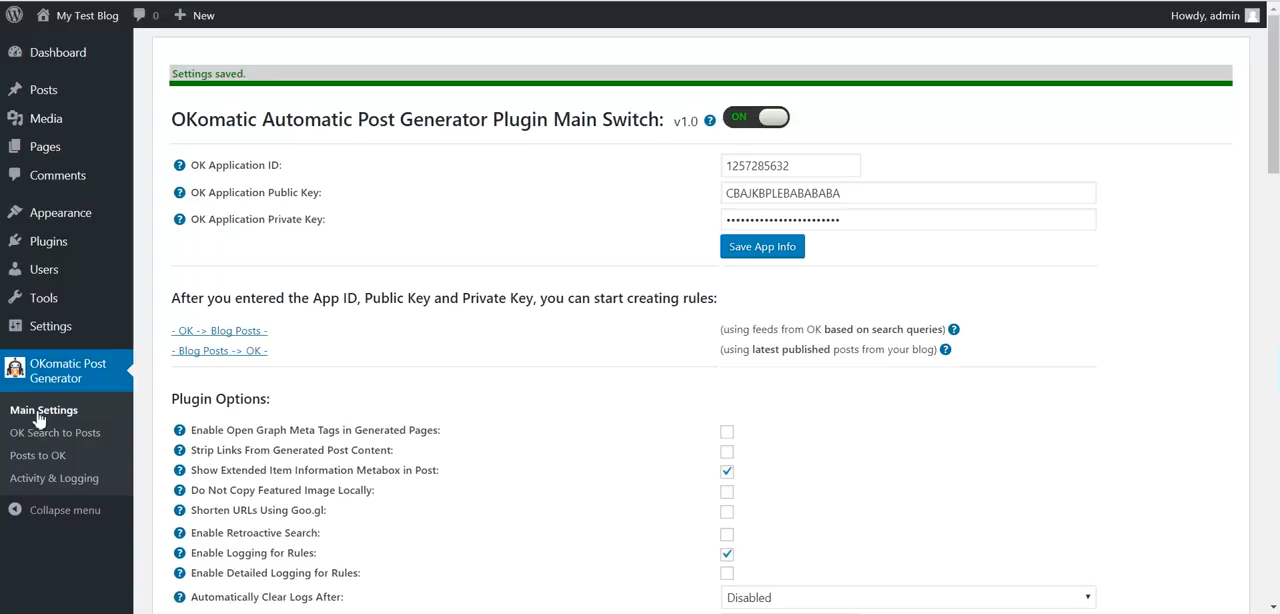 My Test Blog 0 New Howdy, admin
Dashboard
Posts
Media
Pages
Comments
Appearance
Plugins
Users
Tools
Settings
OKomatic Post
Generator
Main Settings
OK Search to Posts
Posts to OK
Activity & Logging
Collapse menu
Settings saved.
OKomatic Automatic Post Generator Plugin Main Switch: v1.0 ? ON
? OK Application ID: 1257285632
? OK Application Public Key: CBAJKBPLEBABABABA
? OK Application Private Key: ••••••••••••••••••••••••
Save App Info
After you entered the App ID, Public Key and Private Key, you can start creating rules:
- OK -> Blog Posts - (using feeds from OK based on search queries) ?
- Blog Posts -> OK - (using latest published posts from your blog) ?
Plugin Options:
? Enable Open Graph Meta Tags in Generated Pages:
? Strip Links From Generated Post Content:
? Show Extended Item Information Metabox in Post:
? Do Not Copy Featured Image Locally:
? Shorten URLs Using Goo.gl:
? Enable Retroactive Search:
? Enable Logging for Rules:
? Enable Detailed Logging for Rules:
? Automatically Clear Logs After: Disabled